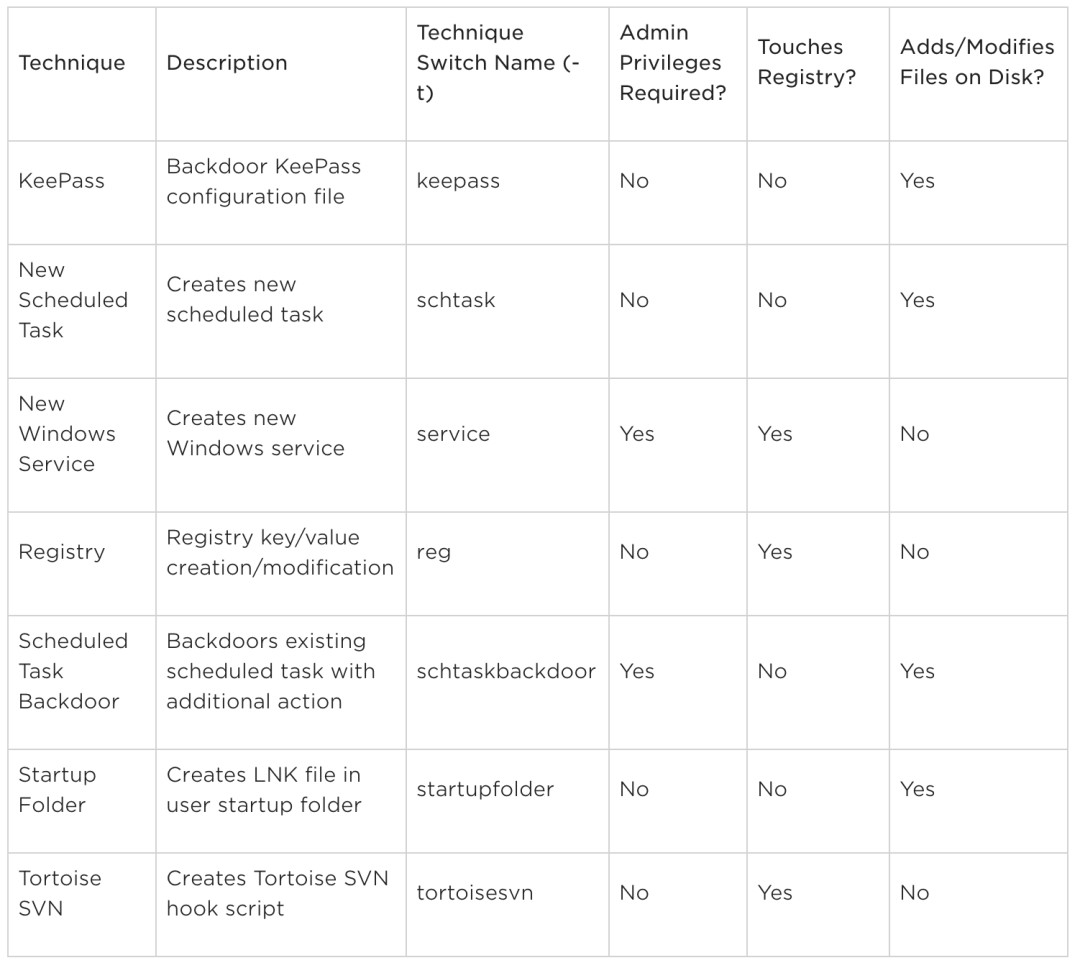 Technique
Description
Technique
Switch Name (-
t)
Admin
Privileges
Required?
Touches
Registry?
Adds/Modifies
Files on Disk?
KeePass
Backdoor KeePass
configuration file
keepass
No
No
Yes
New
Scheduled
Task
Creates new
scheduled task
schtask
No
No
Yes
New
Windows
Service
Creates new
Windows service
service
Yes
Yes
No
Registry
Registry key/value
creation/modification
reg
No
Yes
No
Scheduled
Task
Backdoor
Backdoors existing
scheduled task with
additional action
schtaskbackdoor
Yes
No
Yes
Startup
Folder
Creates LNK file in
user startup folder
startupfolder
No
No
Yes
Tortoise
SVN
Creates Tortoise SVN
hook script
tortoisesvn
No
Yes
No